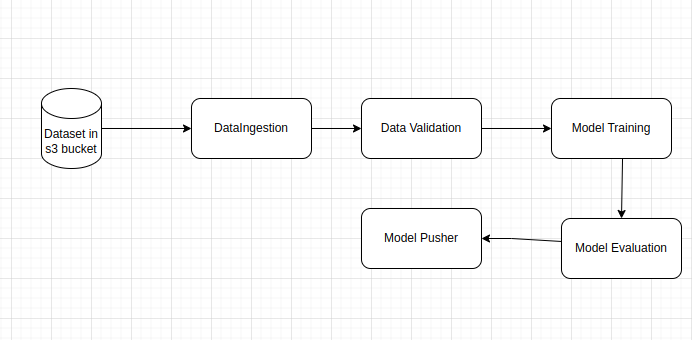 Dataset in
s3 bucket
DataIngestion
Data Validation
Model Training
Model Pusher
Model Evaluation